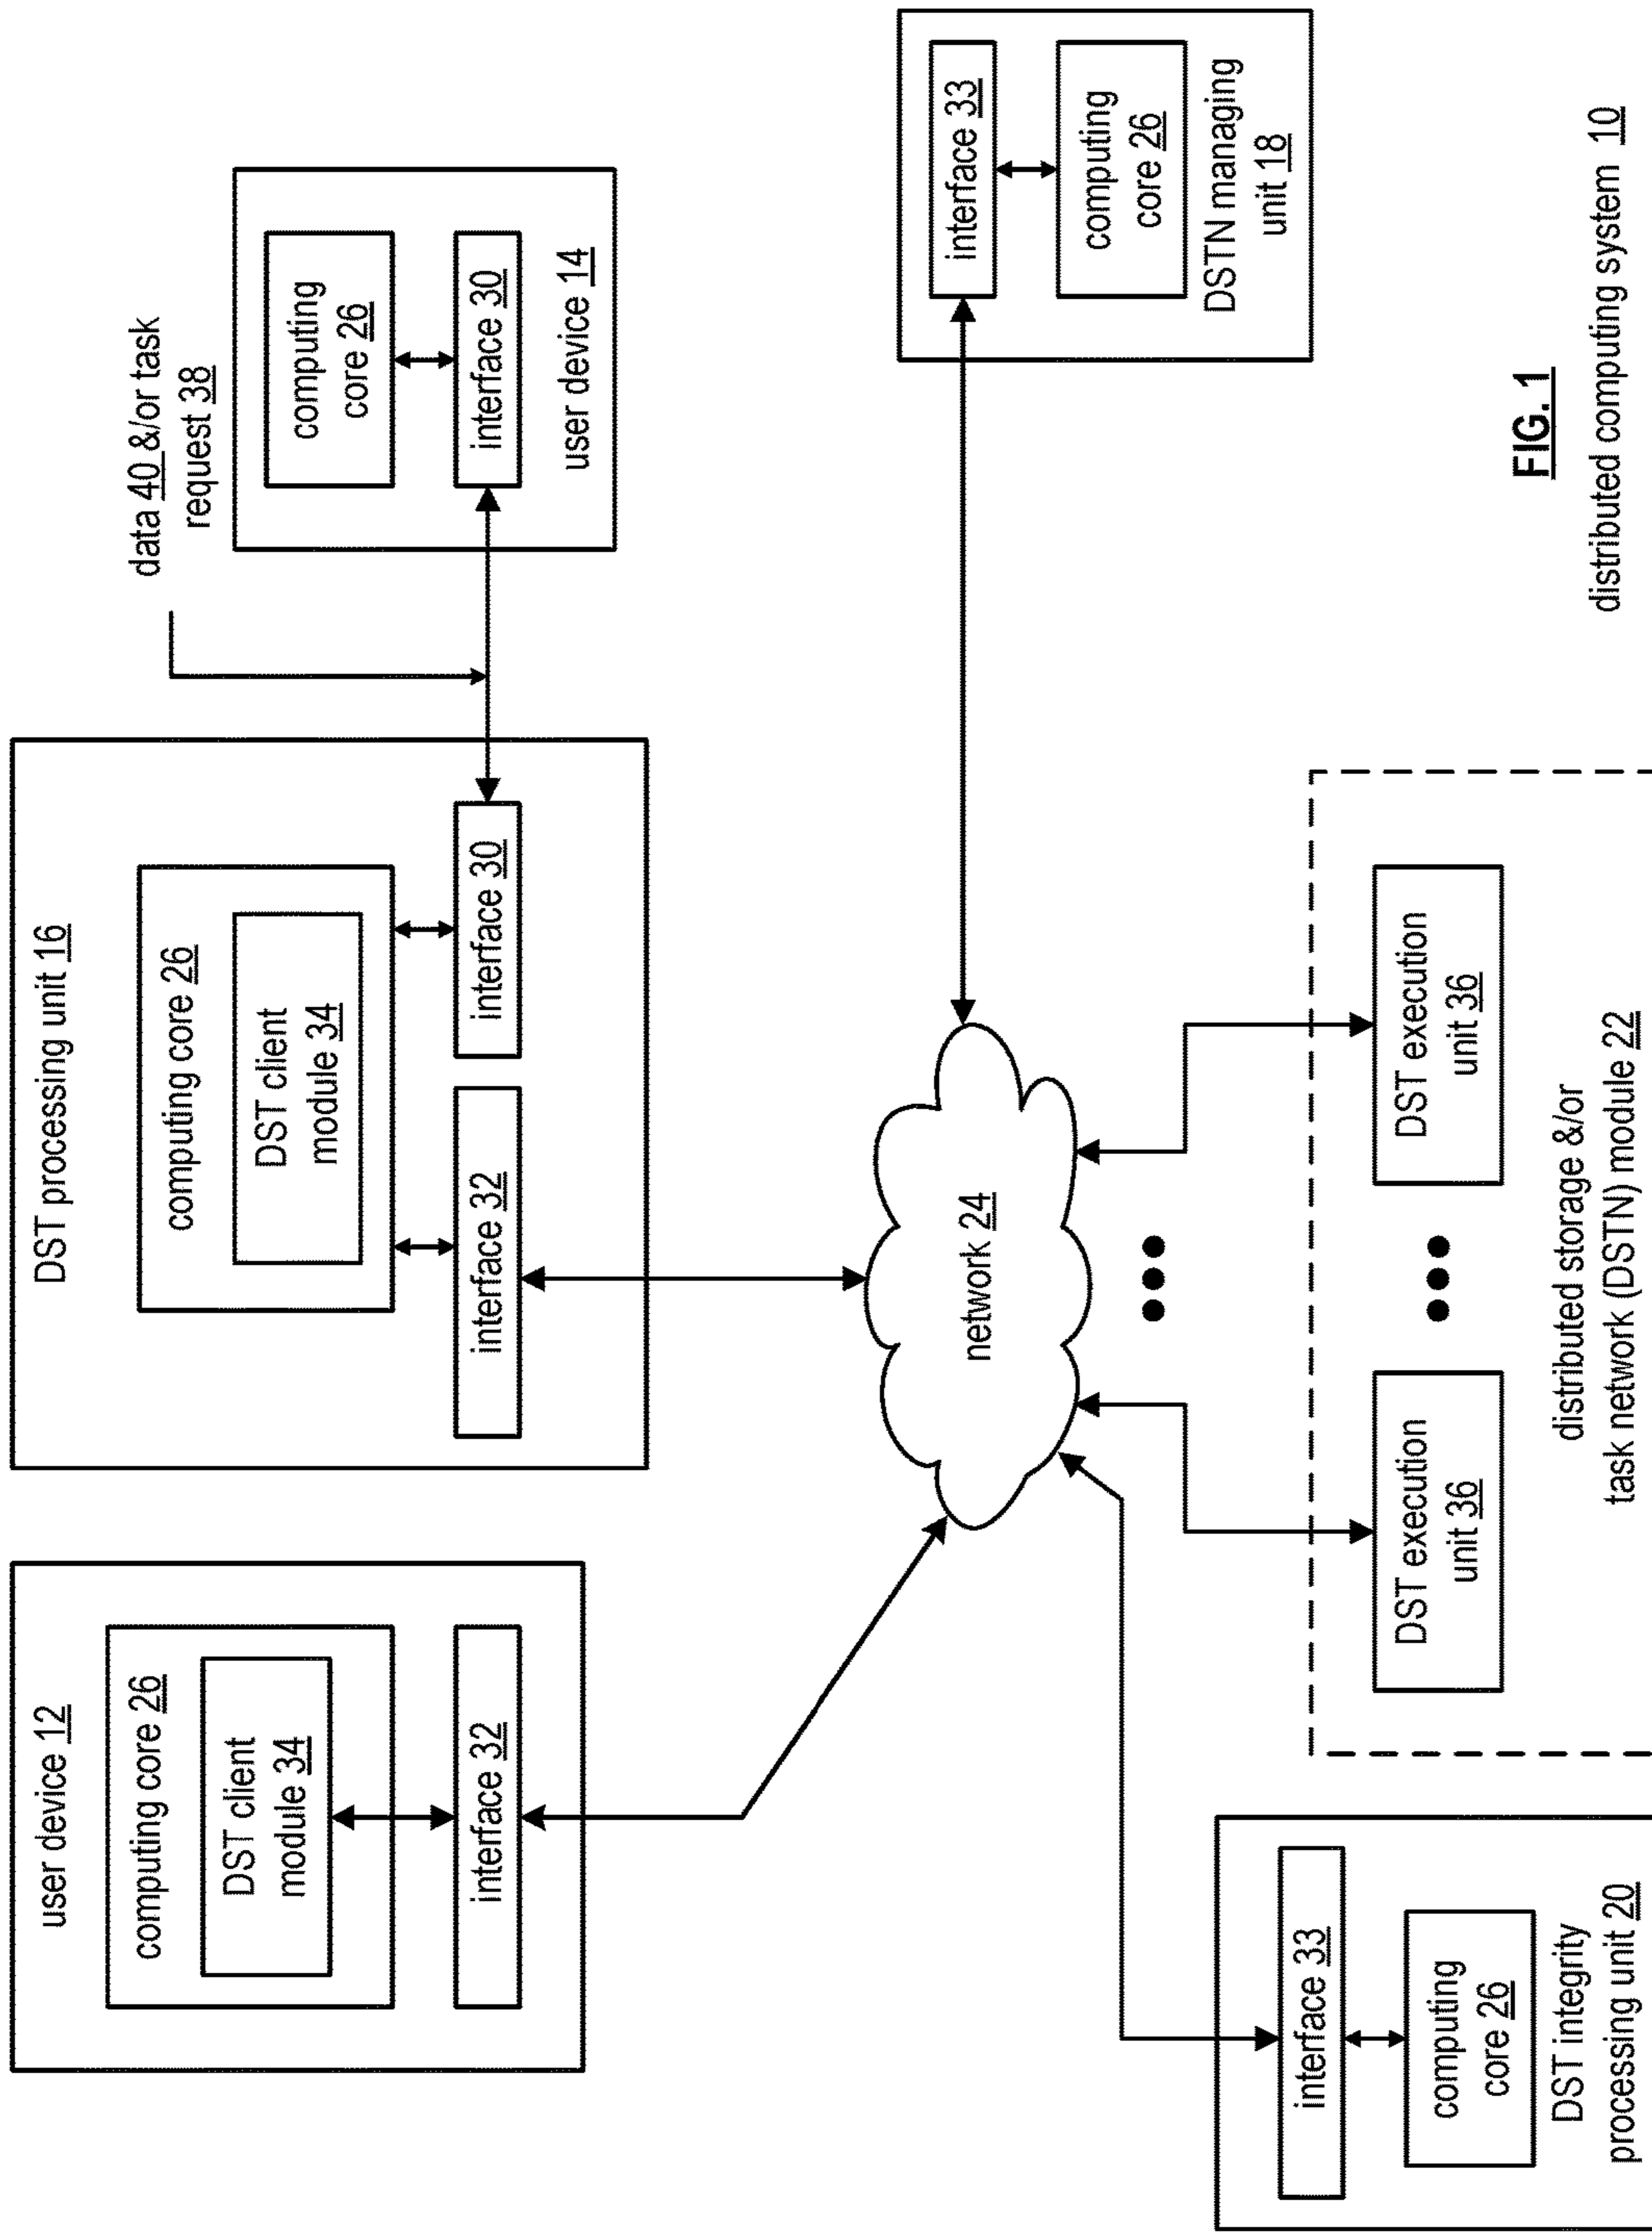 user device 12
computing core 26
DST client
module 34
interface 32
DST processing unit 16
computing core 26
DST client
module 34
interface 32
interface 30
data 40 &/or task
request 38
computing
core 26
interface 30
user device 14
network 24
interface 33
computing
core 26
DSTN managing
unit 18
interface 33
computing
core 26
DST integrity
processing unit 20
DST execution
unit 36
DST execution
unit 36
distributed storage &/or
task network (DSTN) module 22
FIG. 1
distributed computing system 10